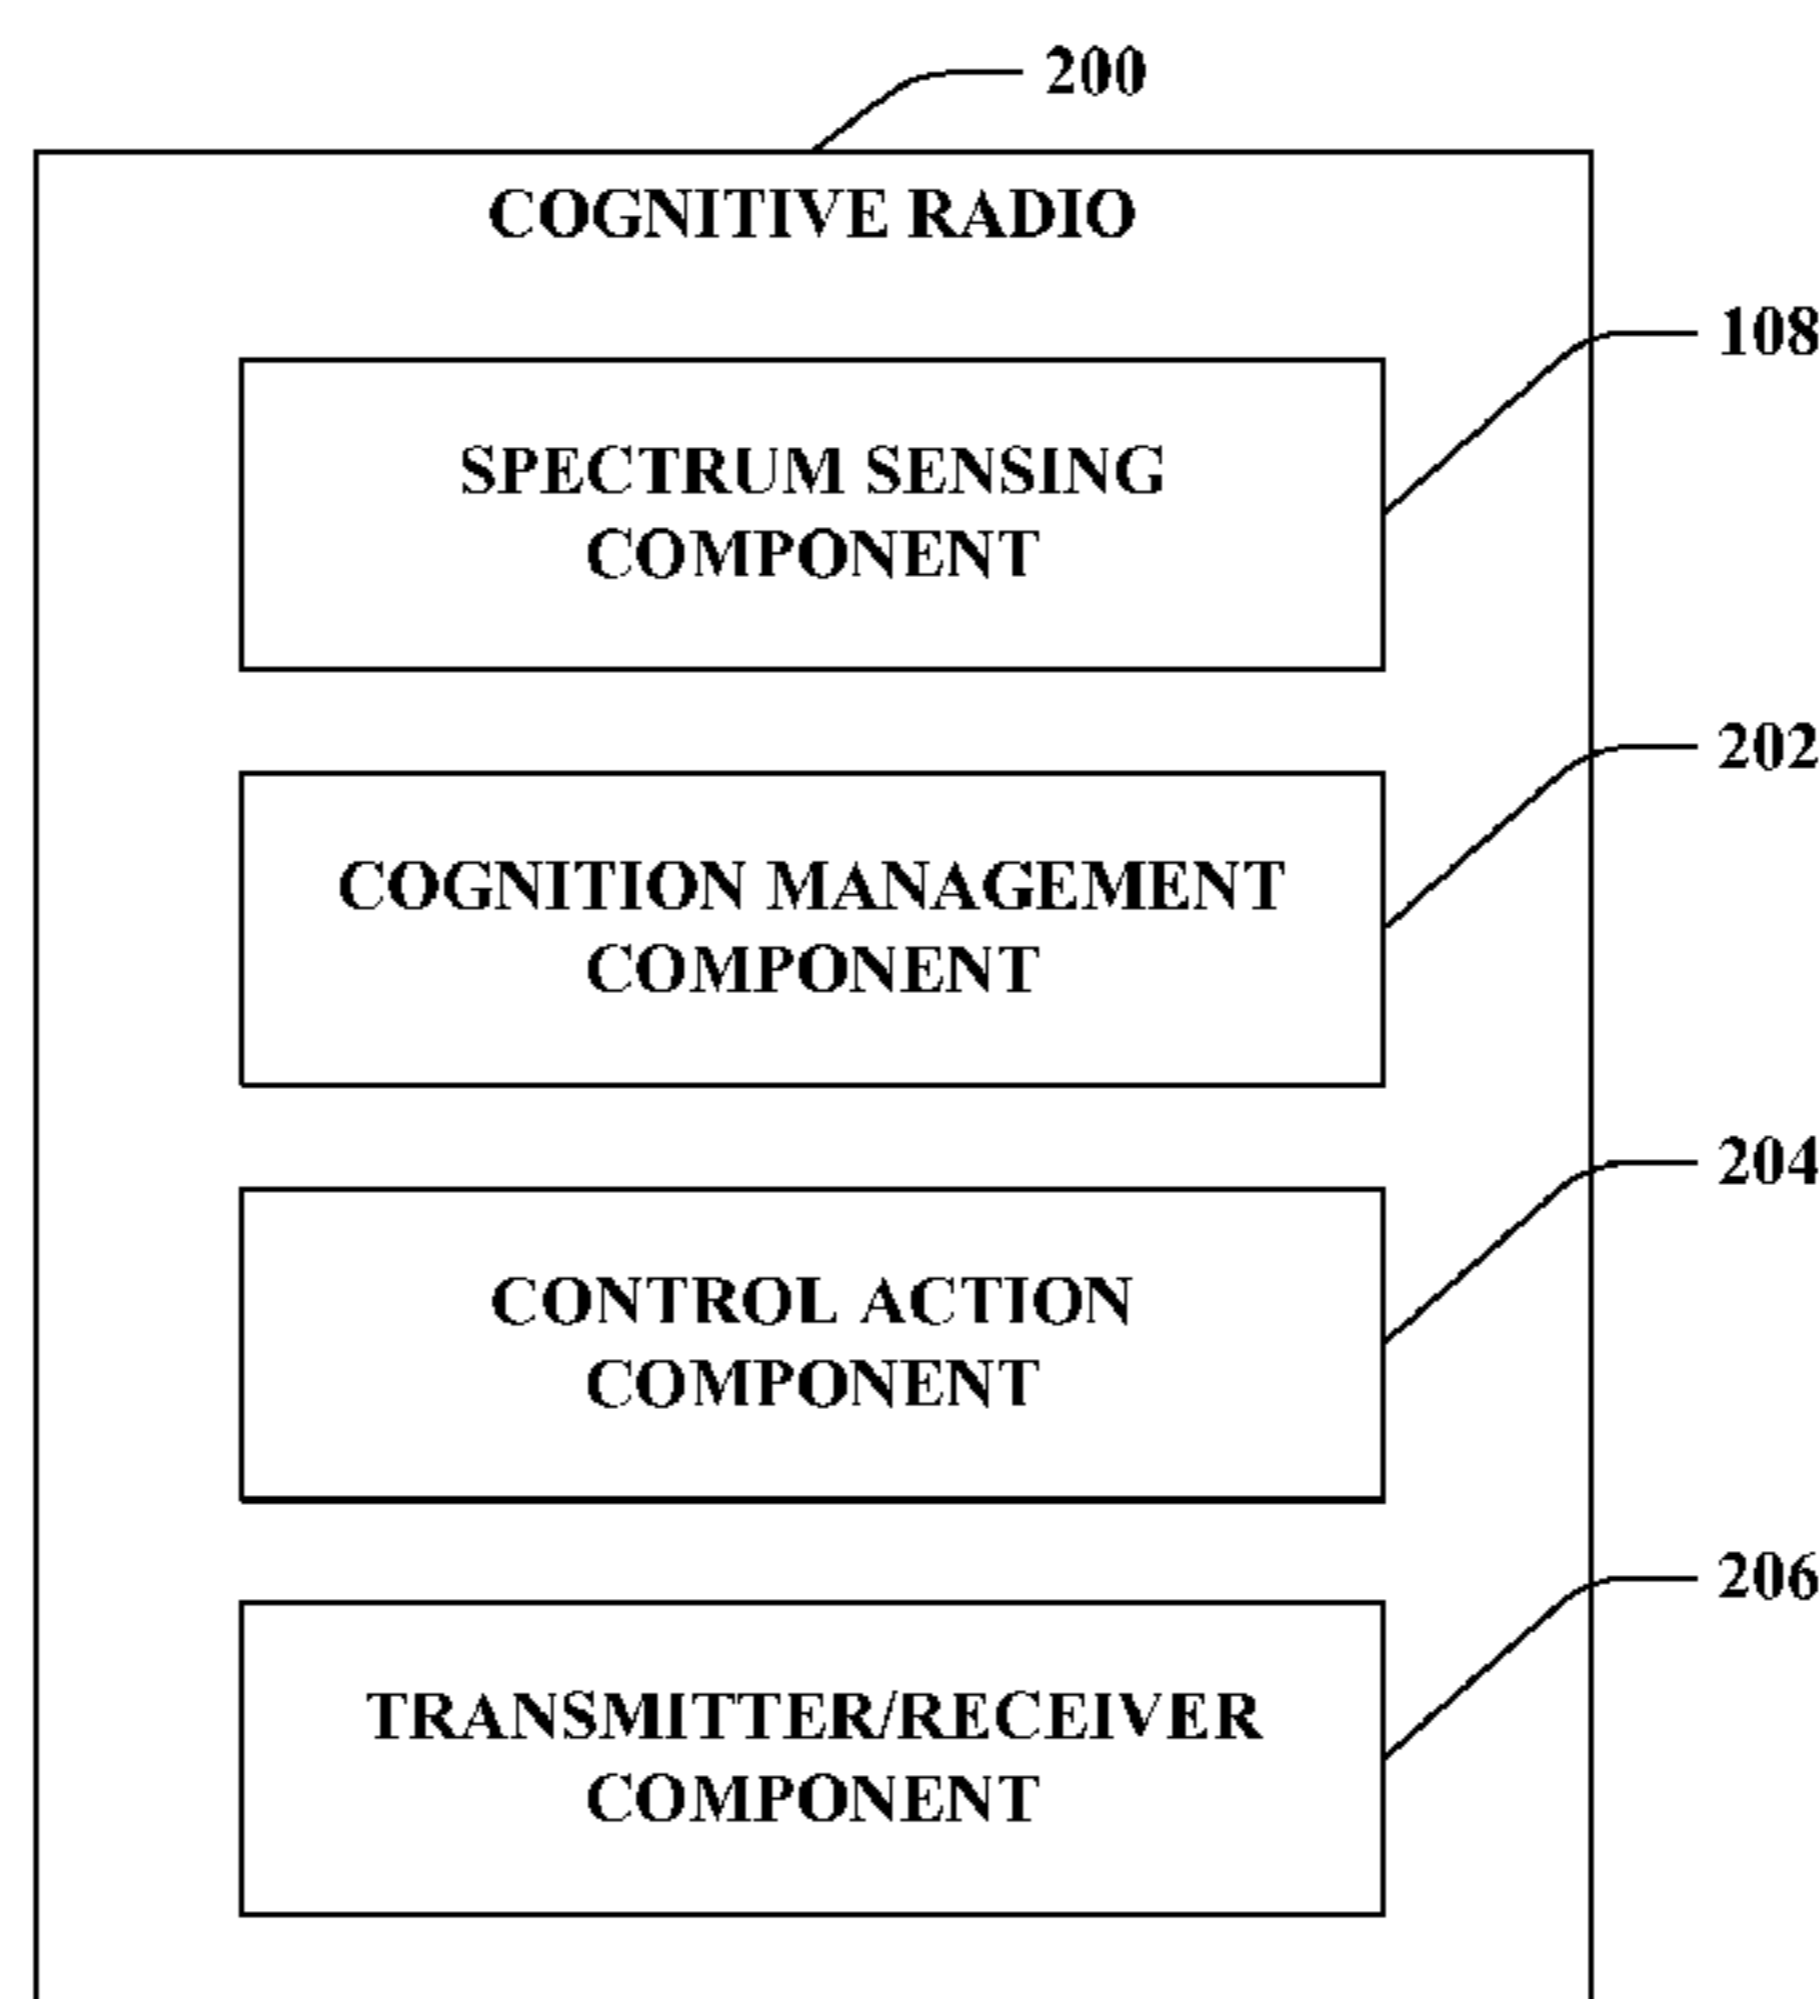 200
COGNITIVE RADIO
108
SPECTRUM SENSING
COMPONENT
202
COGNITION MANAGEMENT
COMPONENT
204
CONTROL ACTION
COMPONENT
206
TRANSMITTER/RECEIVER
COMPONENT